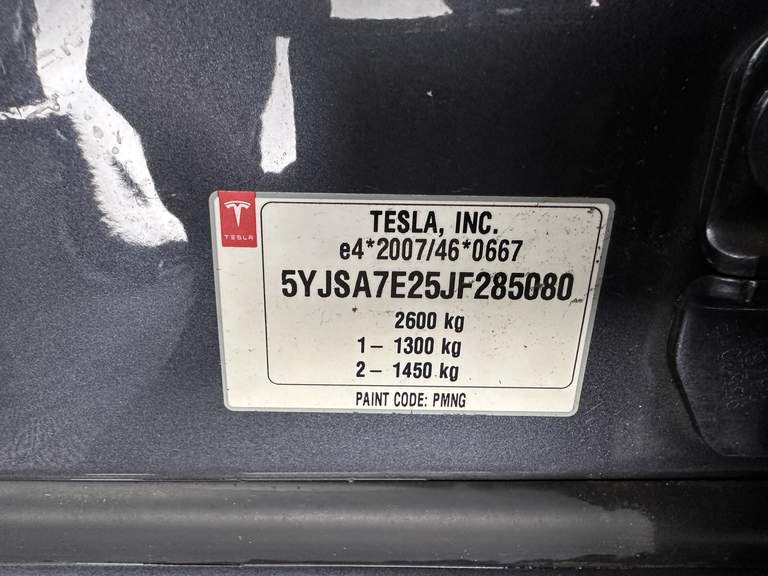 TESLA
TESLA, INC.
e4*2007/46*0667
5YJSA7E25JF285080
2600 kg
1– 1300 kg
2– 1450 kg
PAINT CODE: PMNG